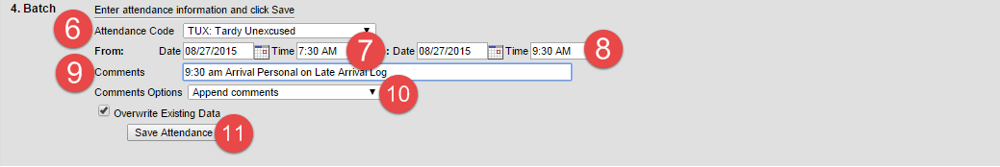 4. Batch Enter attendance information and click Save
6 Attendance Code TUX: Tardy Unexcused
From: Date 08/27/2015 Time 7:30 AM 7 : Date 08/27/2015 Time 9:30 AM 8
9 Comments 9:30 am Arrival Personal on Late Arrival Log
Comments Options Append comments 10
Overwrite Existing Data
Save Attendance 11